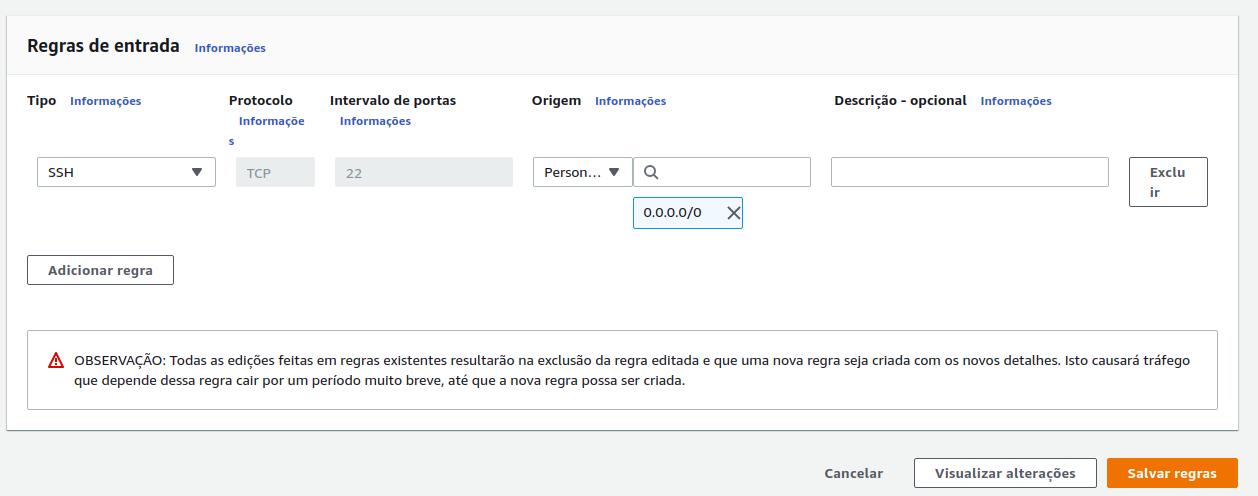 Regras de entrada Informações
Tipo Informações
Protocolo
Informaçõe
s
Intervalo de portas
Informações
Origem Informações
Descrição - opcional Informações
SSH
TCP
22
Person...
0.0.0.0/0
Exclu
ir
Adicionar regra
OBSERVAÇÃO: Todas as edições feitas em regras existentes resultarão na exclusão da regra editada e que uma nova regra seja criada com os novos detalhes. Isto causará tráfego
que depende dessa regra cair por um período muito breve, até que a nova regra possa ser criada.
Cancelar
Visualizar alterações
Salvar regras